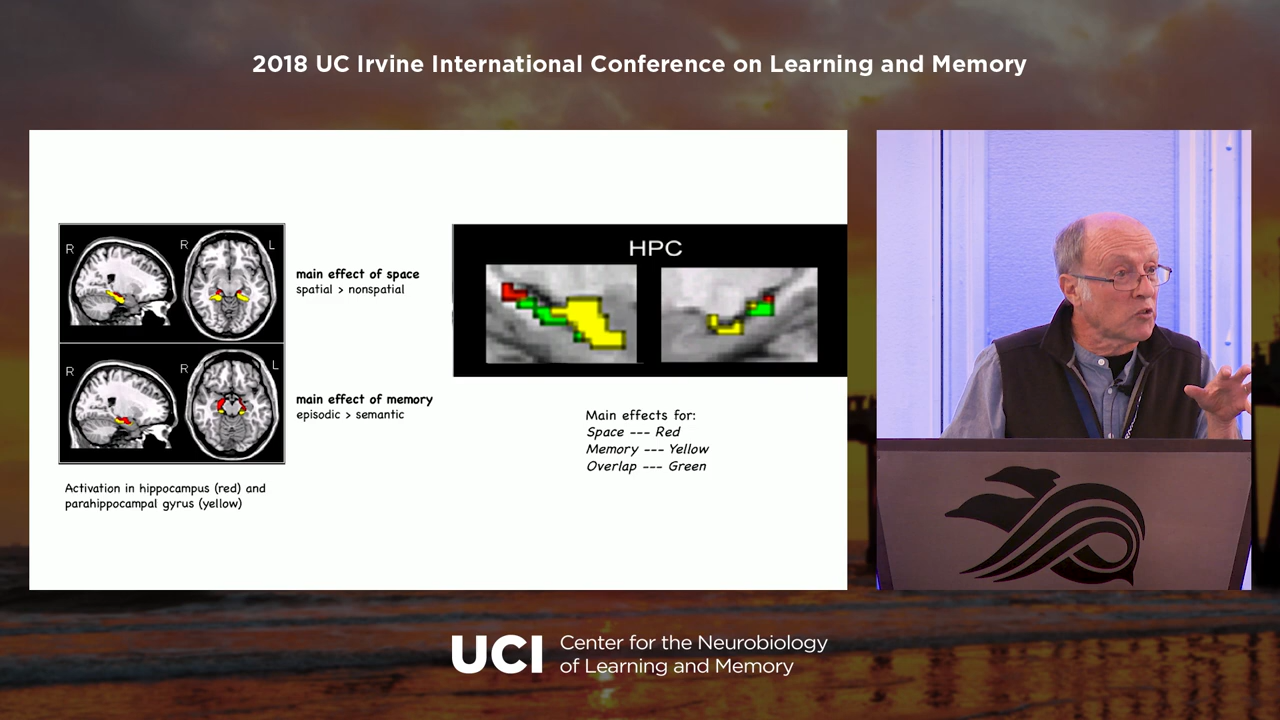 2018 UC Irvine International Conference on Learning and Memory
R
R
L
main effect of space
spatial > nonspatial
R
R
L
main effect of memory
episodic > semantic
Activation in hippocampus (red) and
parahippocampal gyrus (yellow)
HPC
Main effects for:
Space --- Red
Memory --- Yellow
Overlap --- Green
UCI
Center for the Neurobiology
of Learning and Memory